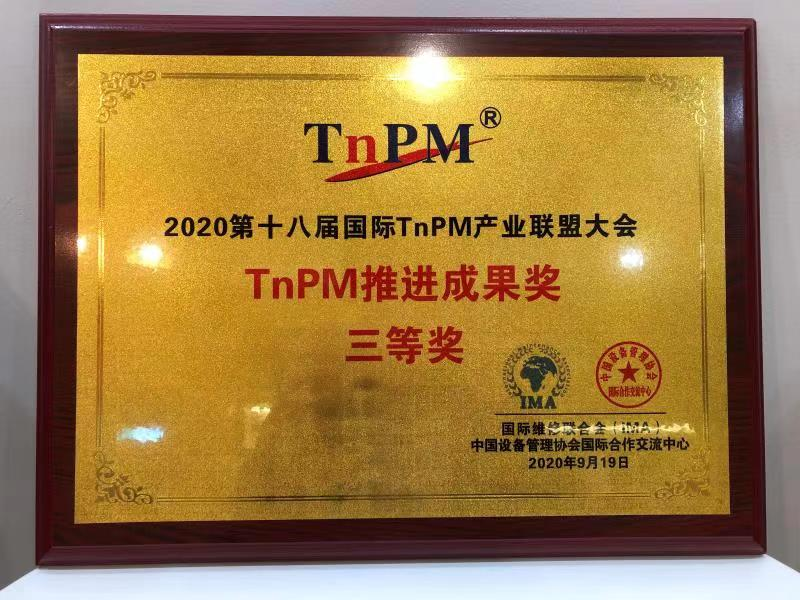 TnPM®
2020第十八届国际TnPM产业联盟大会
TnPM推进成果奖
三等奖
IMA
中国设备管理协会
国际合作交流中心
国际维修联合会（IMA）
中国设备管理协会国际合作交流中心
2020年9月19日